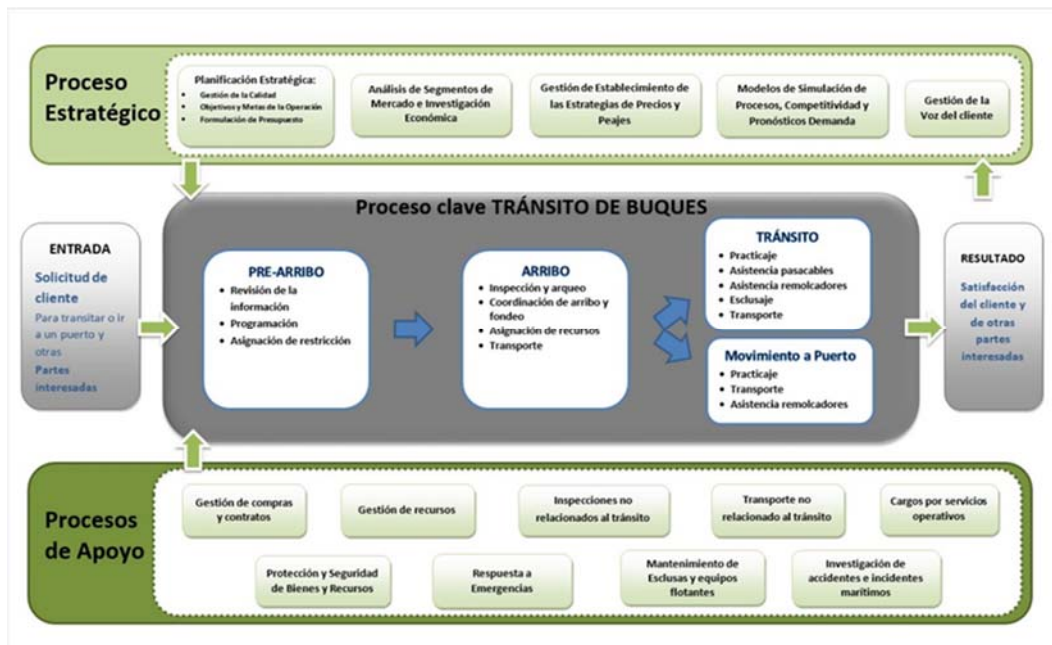 Proceso
Estratégico
Planificación Estratégica:
• Gestión de la Calidad
• Objetivos y Metas de la Operación
• Formulación de Presupuesto
Análisis de Segmentos de
Mercado e Investigación
Económica
Gestión de Establecimiento de
las Estrategias de Precios y
Peajes
Modelos de Simulación de
Procesos, Competitividad y
Pronósticos Demanda
Gestión de la
Voz del cliente
Proceso clave TRÁNSITO DE BUQUES
ENTRADA
Solicitud de
cliente
Para transitar o ir
a un puerto y
otras
Partes
interesadas
PRE-ARRIBO
• Revisión de la
información
• Programación
• Asignación de restricción
ARRIBO
• Inspección y arqueo
• Coordinación de arribo y
fondeo
• Asignación de recursos
• Transporte
TRÁNSITO
• Practicaje
• Asistencia pasacables
• Asistencia remolcadores
• Esclusaje
• Transporte
Movimiento a Puerto
• Practicaje
• Transporte
• Asistencia remolcadores
RESULTADO
Satisfacción
del cliente y
de otras
partes
interesadas
Procesos
de Apoyo
Gestión de compras
y contratos
Gestión de recursos
Inspecciones no
relacionados al tránsito
Transporte no
relacionado al tránsito
Cargos por servicios
operativos
Protección y Seguridad
de Bienes y Recursos
Respuesta a
Emergencias
Mantenimiento de
Esclusas y equipos
flotantes
Investigación de
accidentes e incidentes
marítimos